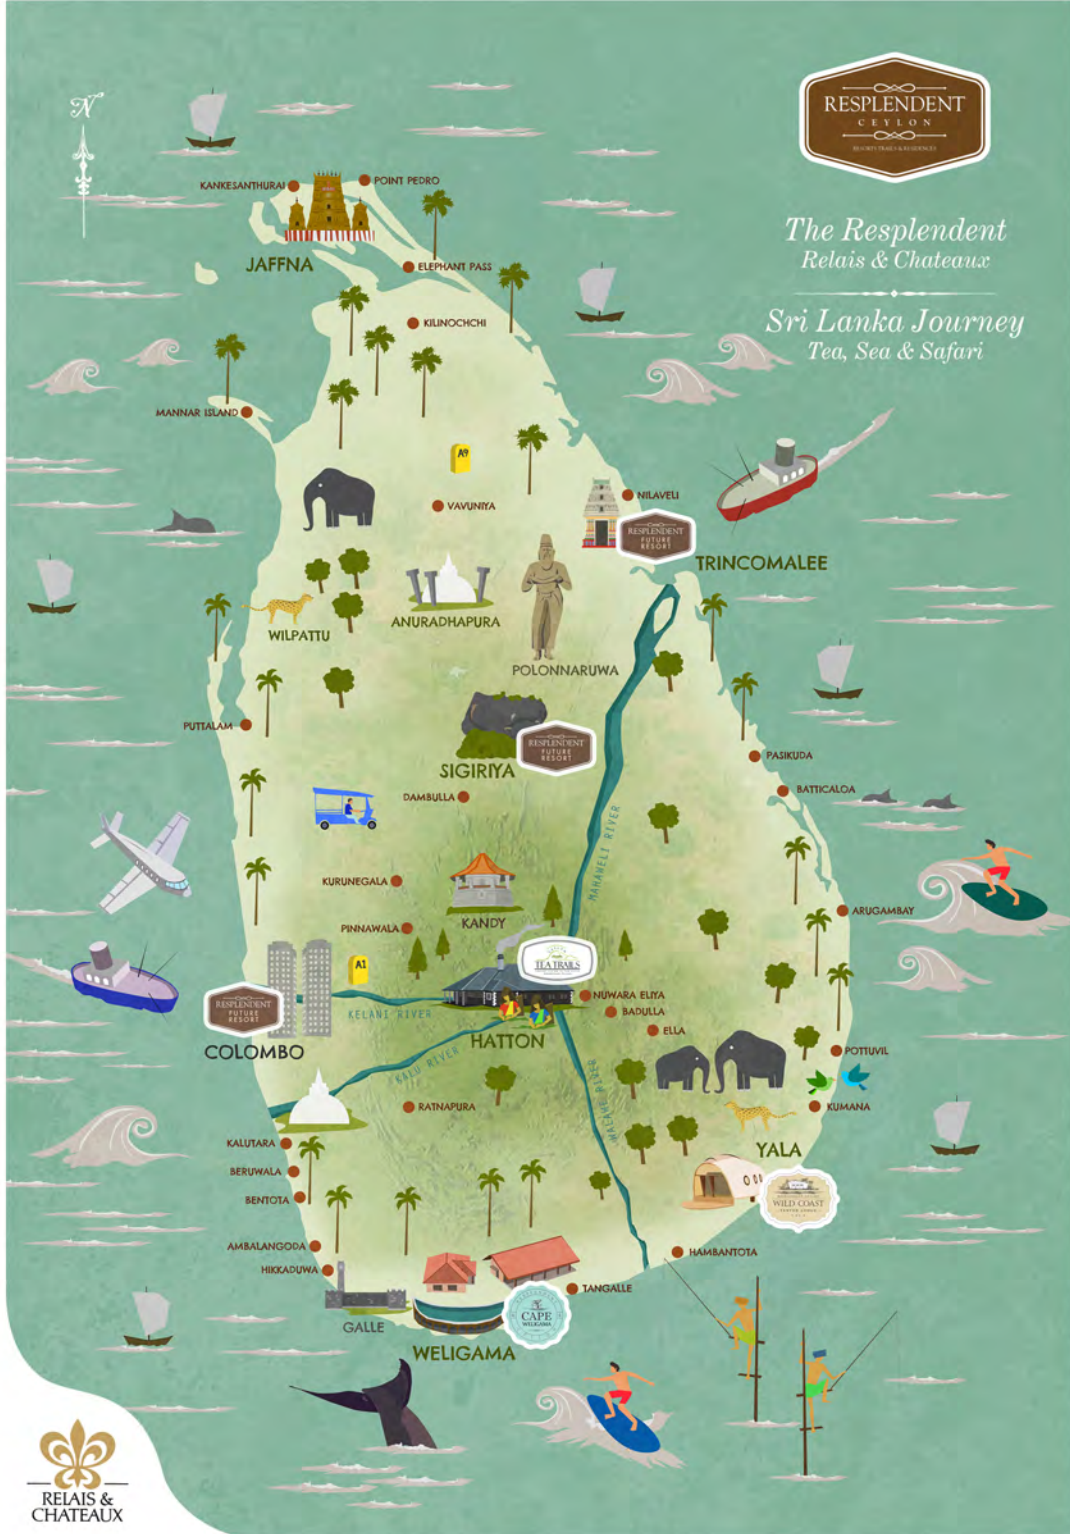 RESPLENDENT
CEYLON
RESORTS TRAILS & RESIDENCES
The Resplendent
Relais & Chateaux
Sri Lanka Journey
Tea, Sea & Safari
N
KANKESANTHURAI
POINT PEDRO
JAFFNA
ELEPHANT PASS
KILINOCHCHI
MANNAR ISLAND
A9
VAVUNIYA
NILAVELI
RESPLENDENT
FUTURE
RESORT
TRINCOMALEE
WILPATTU
ANURADHAPURA
POLONNARUWA
PUTTALAM
RESPLENDENT
FUTURE
RESORT
SIGIRIYA
PASIKUDA
BATTICALOA
DAMBULLA
MAHAWELI RIVER
KURUNEGALA
KANDY
ARUGAMBAY
PINNAWALA
A1
TEA TRAILS
RESPLENDENT
FUTURE
RESORT
KELANI RIVER
NUWARA ELIYA
BADULLA
ELLA
COLOMBO
HATTON
POTTUVIL
KALU RIVER
WALAWE RIVER
RATNAPURA
KUMANA
KALUTARA
YALA
BERUWALA
BENTOTA
WILD COAST
AMBALANGODA
HAMBANTOTA
HIKKADUWA
TANGALLE
CAPE
WELIGAMA
GALLE
WELIGAMA
RELAIS &
CHATEAUX